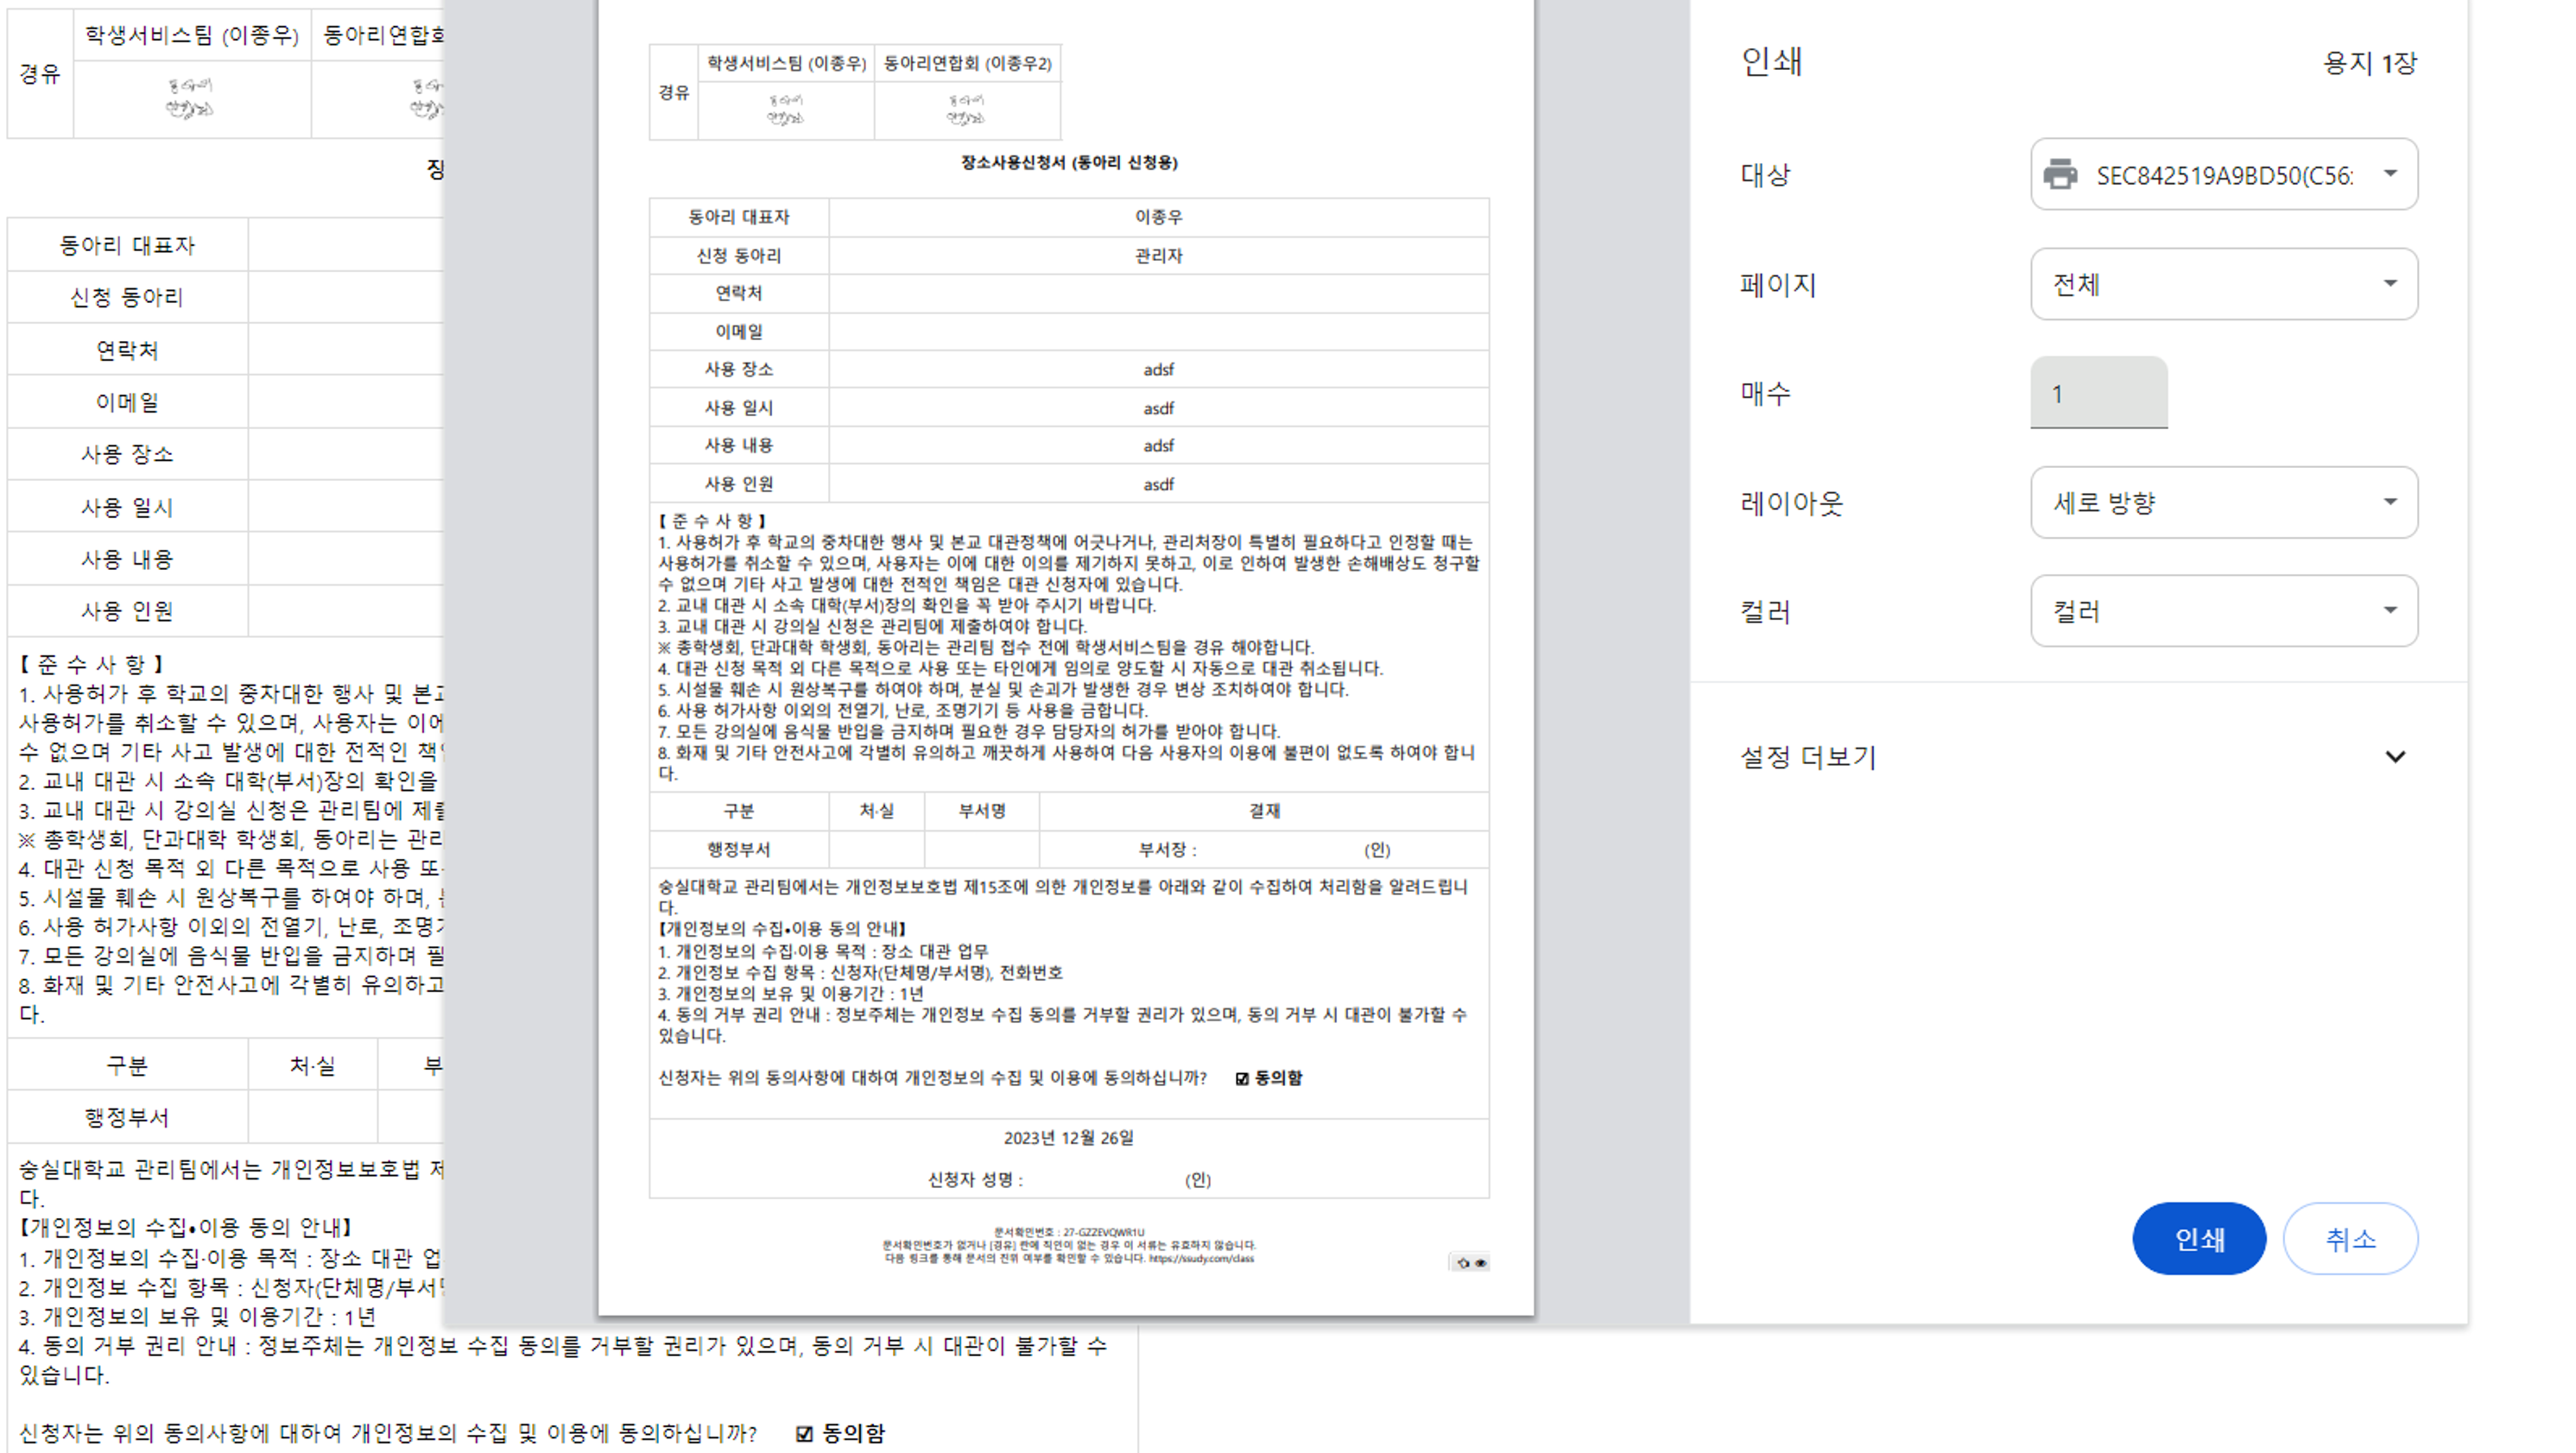 학생서비스팀 (이종우) 동아리연합회
경유
장
동아리 대표자
신청 동아리
연락처
이메일
사용 장소
사용 일시
사용 내용
사용 인원
【 준 수 사 항 】
1. 사용허가 후 학교의 중차대한 행사 및 본교
사용허가를 취소할 수 있으며, 사용자는 이에
수 없으며 기타 사고 발생에 대한 전적인 책
2. 교내 대관 시 소속 대학(부서)장의 확인을
3. 교내 대관 시 강의실 신청은 관리팀에 제출
※ 총학생회, 단과대학 학생회, 동아리는 관리
4. 대관 신청 목적 외 다른 목적으로 사용 또
5. 시설물 훼손 시 원상복구를 하여야 하며,
6. 사용 허가사항 이외의 전열기, 난로, 조명기
7. 모든 강의실에 음식물 반입을 금지하며 필
8. 화재 및 기타 안전사고에 각별히 유의하고
다.
구분 처·실 부
행정부서
숭실대학교 관리팀에서는 개인정보보호법 제
다.
【개인정보의 수집•이용 동의 안내】
1. 개인정보의 수집·이용 목적 : 장소 대관 업
2. 개인정보 수집 항목 : 신청자(단체명/부서명
3. 개인정보의 보유 및 이용기간 : 1년
4. 동의 거부 권리 안내 : 정보주체는 개인정보 수집 동의를 거부할 권리가 있으며, 동의 거부 시 대관이 불가할 수
있습니다.
신청자는 위의 동의사항에 대하여 개인정보의 수집 및 이용에 동의하십니까? ☑ 동의함
학생서비스팀 (이종우) 동아리연합회 (이종우2)
경유
장소사용신청서 (동아리 신청용)
동아리 대표자 이종우
신청 동아리 관리자
연락처
이메일
사용 장소 adsf
사용 일시 asdf
사용 내용 adsf
사용 인원 asdf
【 준 수 사 항 】
1. 사용허가 후 학교의 중차대한 행사 및 본교 대관정책에 어긋나거나, 관리처장이 특별히 필요하다고 인정할 때는
사용허가를 취소할 수 있으며, 사용자는 이에 대한 이의를 제기하지 못하고, 이로 인하여 발생한 손해배상도 청구할
수 없으며 기타 사고 발생에 대한 전적인 책임은 대관 신청자에 있습니다.
2. 교내 대관 시 소속 대학(부서)장의 확인을 꼭 받아 주시기 바랍니다.
3. 교내 대관 시 강의실 신청은 관리팀에 제출하여야 합니다.
※ 총학생회, 단과대학 학생회, 동아리는 관리팀 접수 전에 학생서비스팀을 경유 해야합니다.
4. 대관 신청 목적 외 다른 목적으로 사용 또는 타인에게 임의로 양도할 시 자동으로 대관 취소됩니다.
5. 시설물 훼손 시 원상복구를 하여야 하며, 분실 및 손괴가 발생한 경우 변상 조치하여야 합니다.
6. 사용 허가사항 이외의 전열기, 난로, 조명기기 등 사용을 금합니다.
7. 모든 강의실에 음식물 반입을 금지하며 필요한 경우 담당자의 허가를 받아야 합니다.
8. 화재 및 기타 안전사고에 각별히 유의하고 깨끗하게 사용하여 다음 사용자의 이용에 불편이 없도록 하여야 합니
다.
구분 처·실 부서명 결재
행정부서 부서장 : (인)
숭실대학교 관리팀에서는 개인정보보호법 제15조에 의한 개인정보를 아래와 같이 수집하여 처리함을 알려드립니
다.
【개인정보의 수집•이용 동의 안내】
1. 개인정보의 수집·이용 목적 : 장소 대관 업무
2. 개인정보 수집 항목 : 신청자(단체명/부서명), 전화번호
3. 개인정보의 보유 및 이용기간 : 1년
4. 동의 거부 권리 안내 : 정보주체는 개인정보 수집 동의를 거부할 권리가 있으며, 동의 거부 시 대관이 불가할 수
있습니다.
신청자는 위의 동의사항에 대하여 개인정보의 수집 및 이용에 동의하십니까? ☑ 동의함
2023년 12월 26일
신청자 성명 : (인)
문서확인번호 : 27-GZZEVQWR1U
문서확인번호가 없거나 [경유] 란에 직인이 없는 경우 이 서류는 유효하지 않습니다.
다음 링크를 통해 문서의 진위 여부를 확인할 수 있습니다. https://ssudy.com/class
인쇄 용지 1장
대상 SEC842519A9BD50(C56:
페이지 전체
매수 1
레이아웃 세로 방향
컬러 컬러
설정 더보기
인쇄 취소